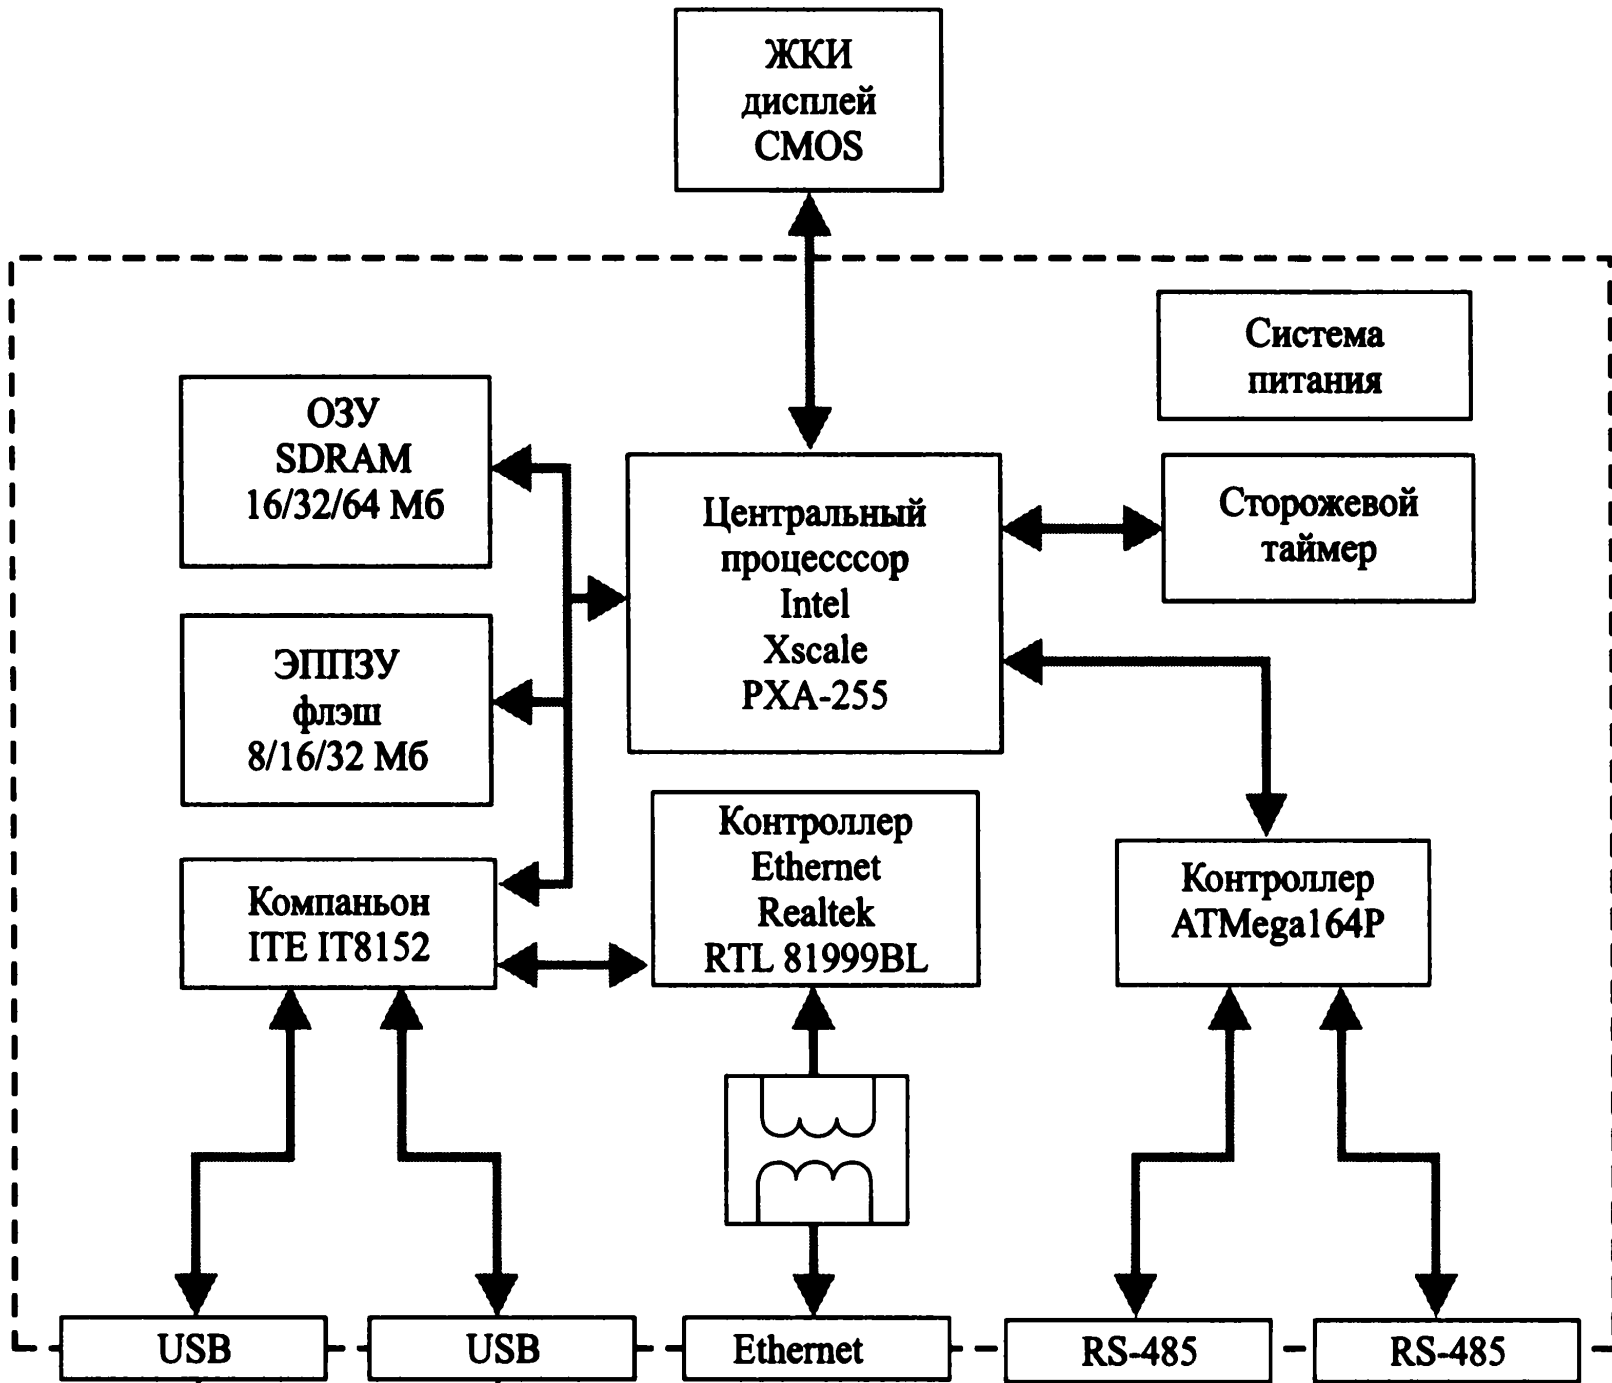 ЖКИ
дисплей
CMOS
Система
питания
ОЗУ
SDRAM
16/32/64 Мб
Центральный
процесссор
Intel
Xscale
PXA-255
Сторожевой
таймер
ЭППЗУ
флэш
8/16/32 Мб
Контроллер
Ethernet
Realtek
RTL 81999BL
Контроллер
ATMega164P
Компаньон
ITE IT8152
USB
USB
Ethernet
RS-485
RS-485